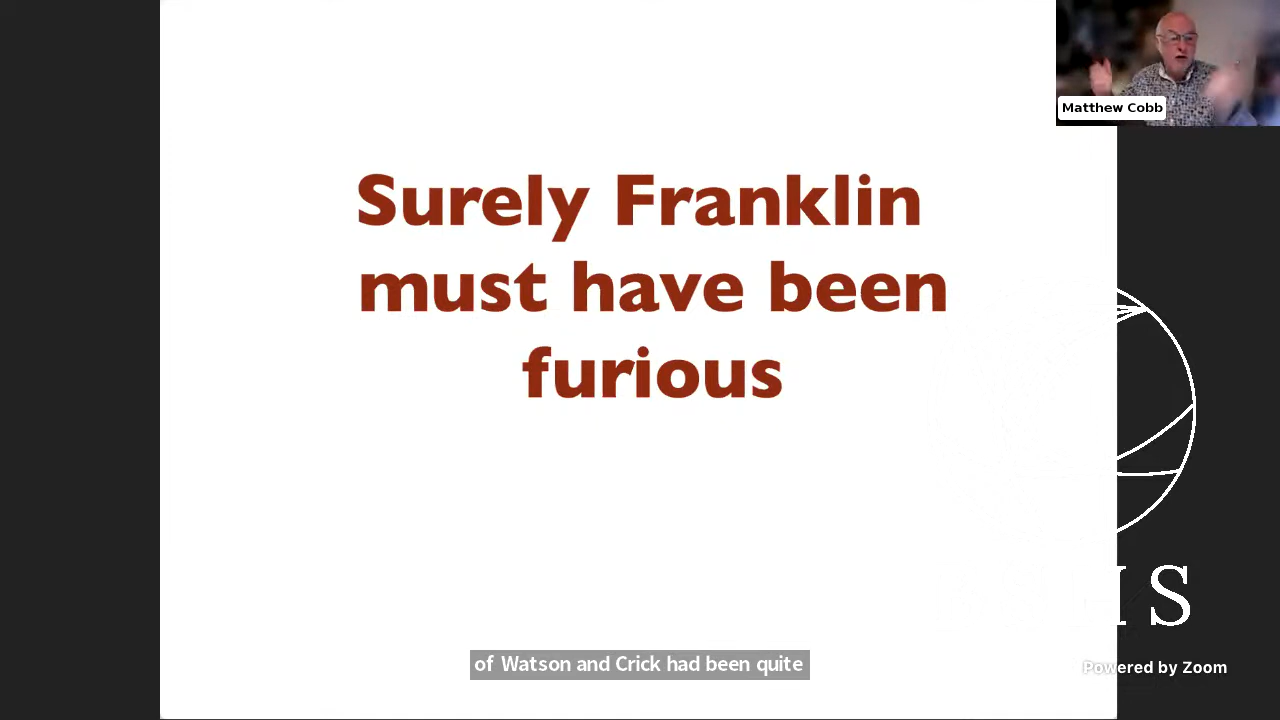 Matthew Cobb
Surely Franklin
must have been
furious
S
of Watson and Crick had been quite
Powered by Zoom